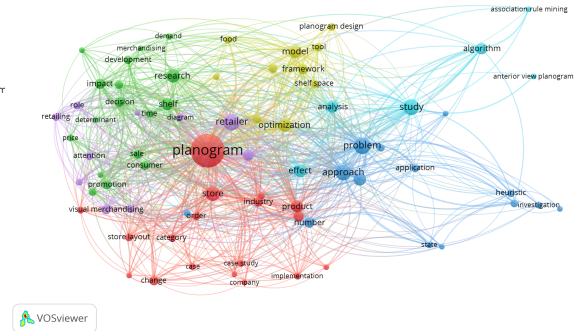 association rule mining
planogram design
demand
food
merchandising
model
tool
algorithm
development
framework
research
anterior view planogram
impact
shelf space
decision
shelf
role
analysis
study
time
retailing
determinant
diagram
retailer
optimization
price
planogram
problem
sale
attention
consumer
effect
approach
application
promotion
store
heuristic
industry
product
investigation
visual merchandising
order
number
store layout
category
state
case
case study
change
company
implementation
VOSviewer